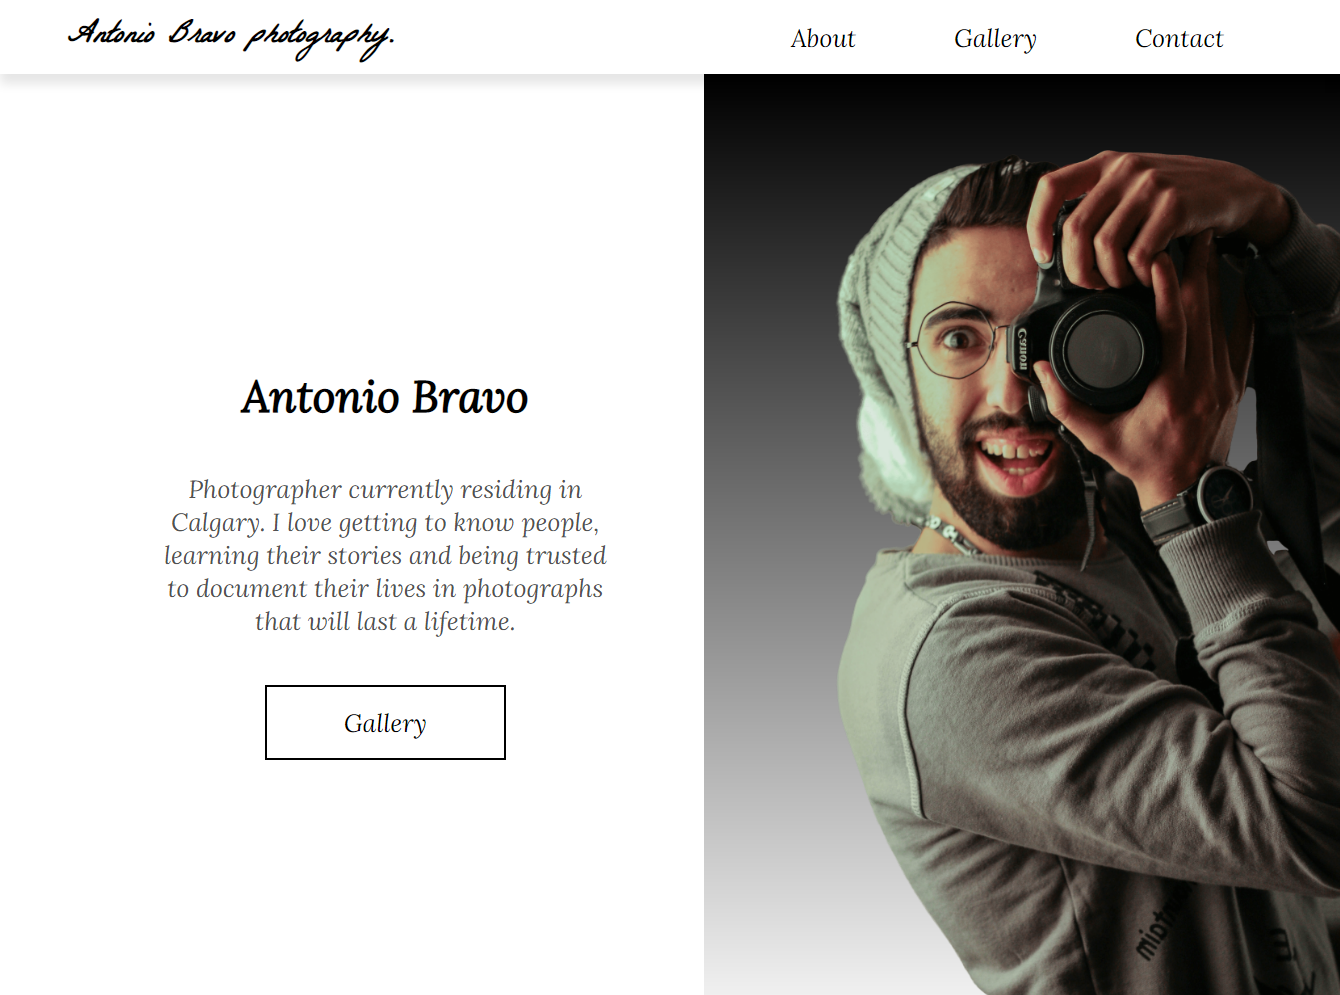 Antonio Bravo photography.
About Gallery Contact
Antonio Bravo
Photographer currently residing in
Calgary. I love getting to know people,
learning their stories and being trusted
to document their lives in photographs
that will last a lifetime.
Gallery
Canon